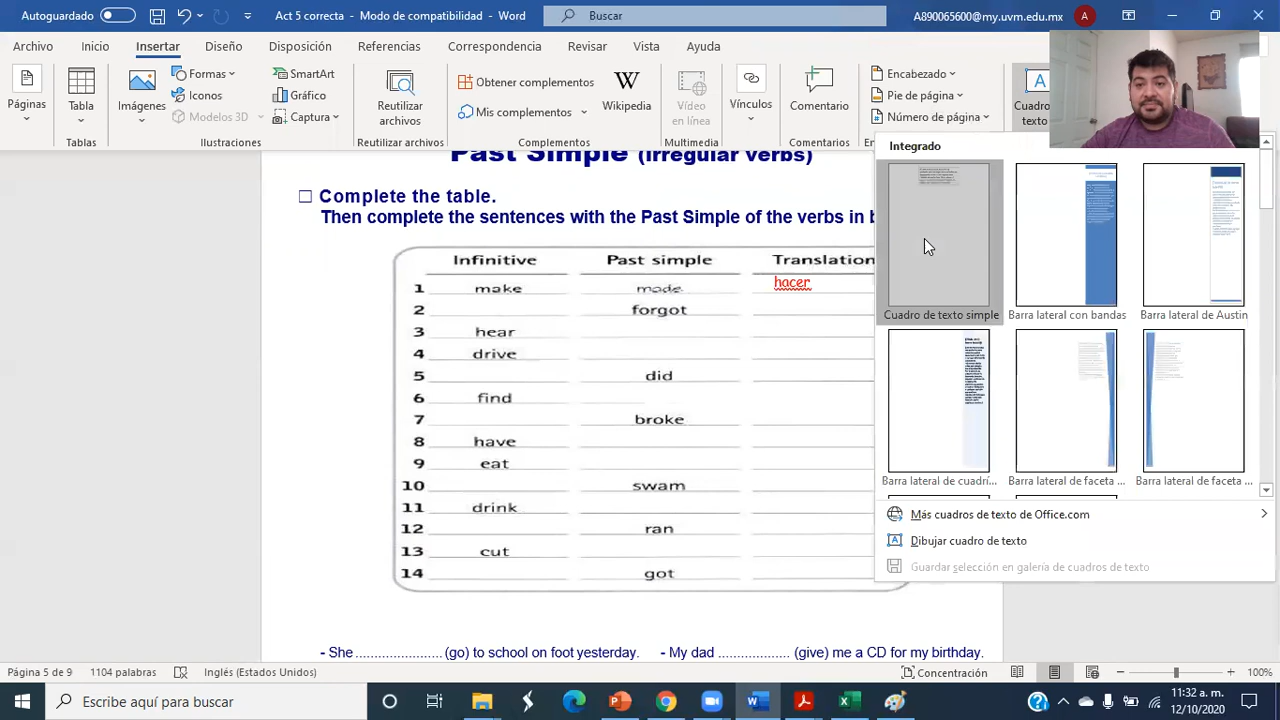 Autoguardado
Act 5 correcta - Modo de compatibilidad - Word
Buscar
A890065600@my.uvm.edu.mx
A
Archivo Inicio Insertar Diseño Disposición Referencias Correspondencia Revisar Vista Ayuda
Páginas
Tabla
Tablas
Imágenes
Formas
Iconos
Modelos 3D
SmartArt
Gráfico
Captura
Ilustraciones
Reutilizar archivos
Reutilizar archivos
Obtener complementos
Mis complementos
Wikipedia
Complementos
Vídeo en línea
Multimedia
Vínculos
Comentario
Comentarios
Encabezado
Pie de página
Número de página
Integrado
Cuadro de texto simple
Barra lateral con bandas
Barra lateral de Austin
Barra lateral de cuadrí...
Barra lateral de faceta ...
Barra lateral de faceta ...
Más cuadros de texto de Office.com
Dibujar cuadro de texto
Guardar selección en galería de cuadros de texto
Past Simple (irregular verbs)
Complete the table.
Then complete the sentences with the Past Simple of the verbs in b
Infinitive Past simple Translation
1 make made hacer
2 forgot
3 hear
4 drive
5 did
6 find
7 broke
8 have
9 eat
10 swam
11 drink
12 ran
13 cut
14 got
- She ...................... (go) to school on foot yesterday.
- My dad .................. (give) me a CD for my birthday.
Página 5 de 9
1104 palabras
Inglés (Estados Unidos)
Concentración
100%
Escribe aquí para buscar
11:32 a. m.
12/10/2020